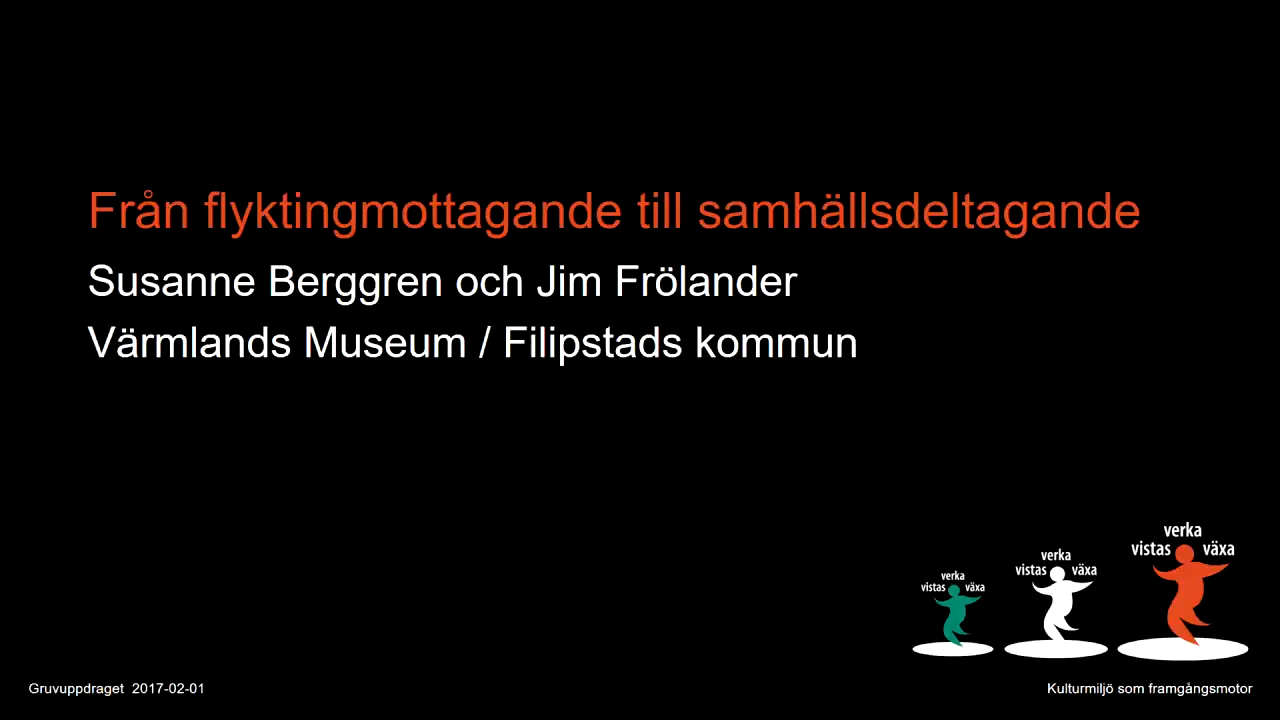 Från flyktingmottagande till samhällsdeltagande
Susanne Berggren och Jim Frölander
Värmlands Museum / Filipstads kommun
verka
vistas växa
verka
vistas växa
verka
vistas växa
Gruvuppdraget 2017-02-01
Kulturmiljö som framgångsmotor